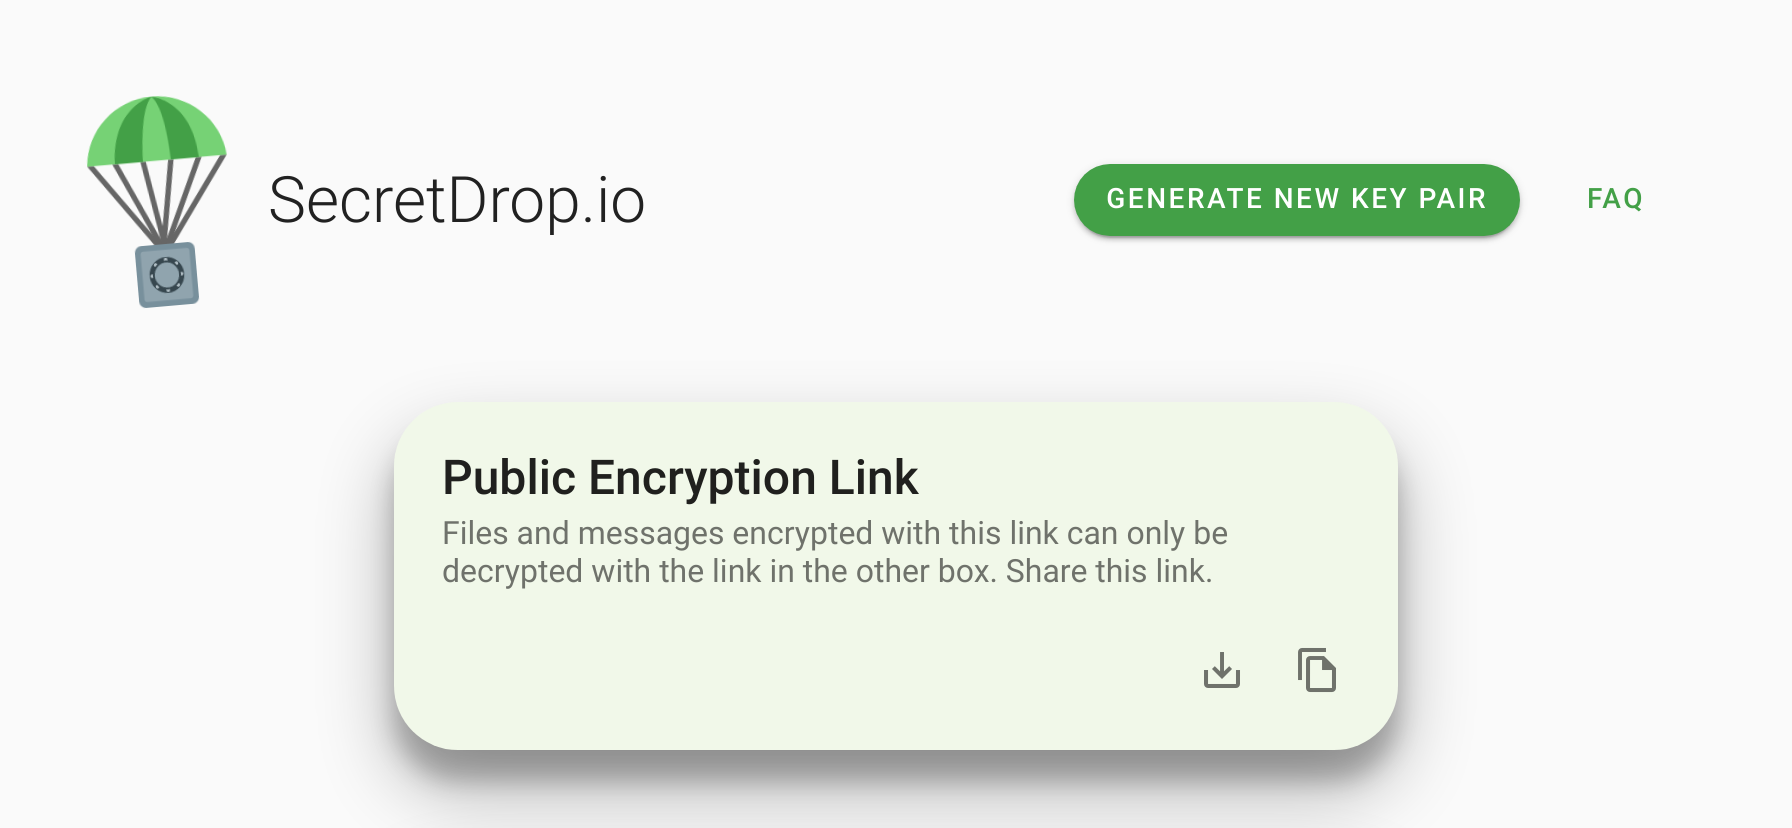 SecretDrop.io
GENERATE NEW KEY PAIR
FAQ
Public Encryption Link
Files and messages encrypted with this link can only be
decrypted with the link in the other box. Share this link.